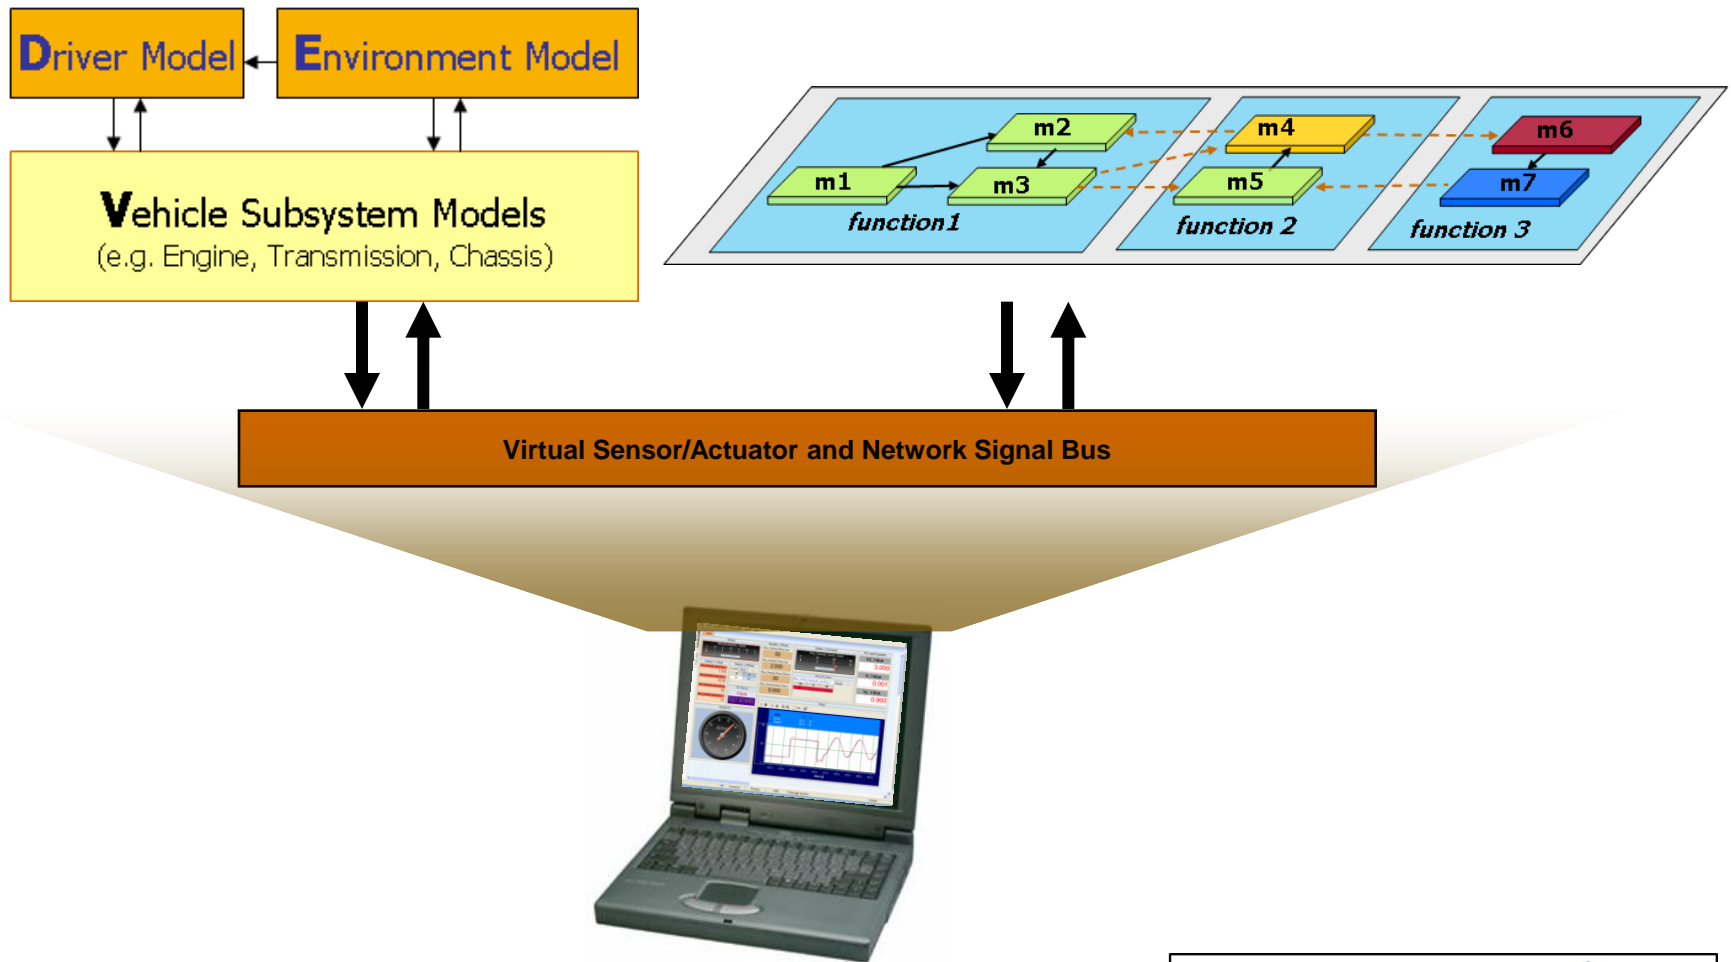 Driver Model
Environment Model
Vehicle Subsystem Models
(e.g. Engine, Transmission, Chassis)
m2
m4
m6
m1
m3
m5
m7
function1
function 2
function 3
Virtual Sensor/Actuator and Network Signal Bus